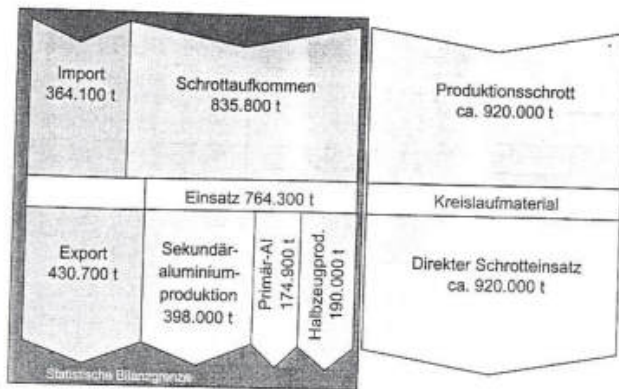 Import
364.100 t
Schrottaufkommen
835.800 t
Produktionsschrott
ca. 920.000 t
Einsatz 764.300 t
Kreislaufmaterial
Export
430.700 t
Sekundär-
aluminium-
produktion
398.000 t
Primär-Al
174.900 t
Halbzeugprod.
190.000 t
Direkter Schrotteinsatz
ca. 920.000 t
Statistische Bilanzgrenze